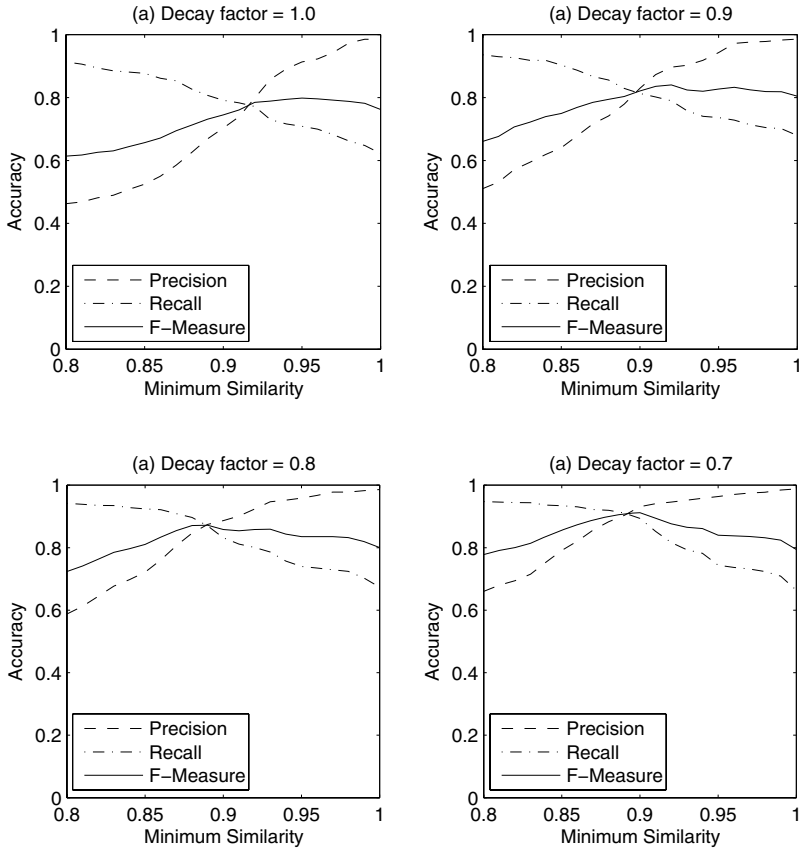 (a) Decay factor = 1.0
1
0.8
0.6
0.4
0.2
0
Accuracy
Precision
Recall
F-Measure
0.8 0.85 0.9 0.95 1
Minimum Similarity
(a) Decay factor = 0.9
1
0.8
0.6
0.4
0.2
0
Accuracy
Precision
Recall
F-Measure
0.8 0.85 0.9 0.95 1
Minimum Similarity
(a) Decay factor = 0.8
1
0.8
0.6
0.4
0.2
0
Accuracy
Precision
Recall
F-Measure
0.8 0.85 0.9 0.95 1
Minimum Similarity
(a) Decay factor = 0.7
1
0.8
0.6
0.4
0.2
0
Accuracy
Precision
Recall
F-Measure
0.8 0.85 0.9 0.95 1
Minimum Similarity